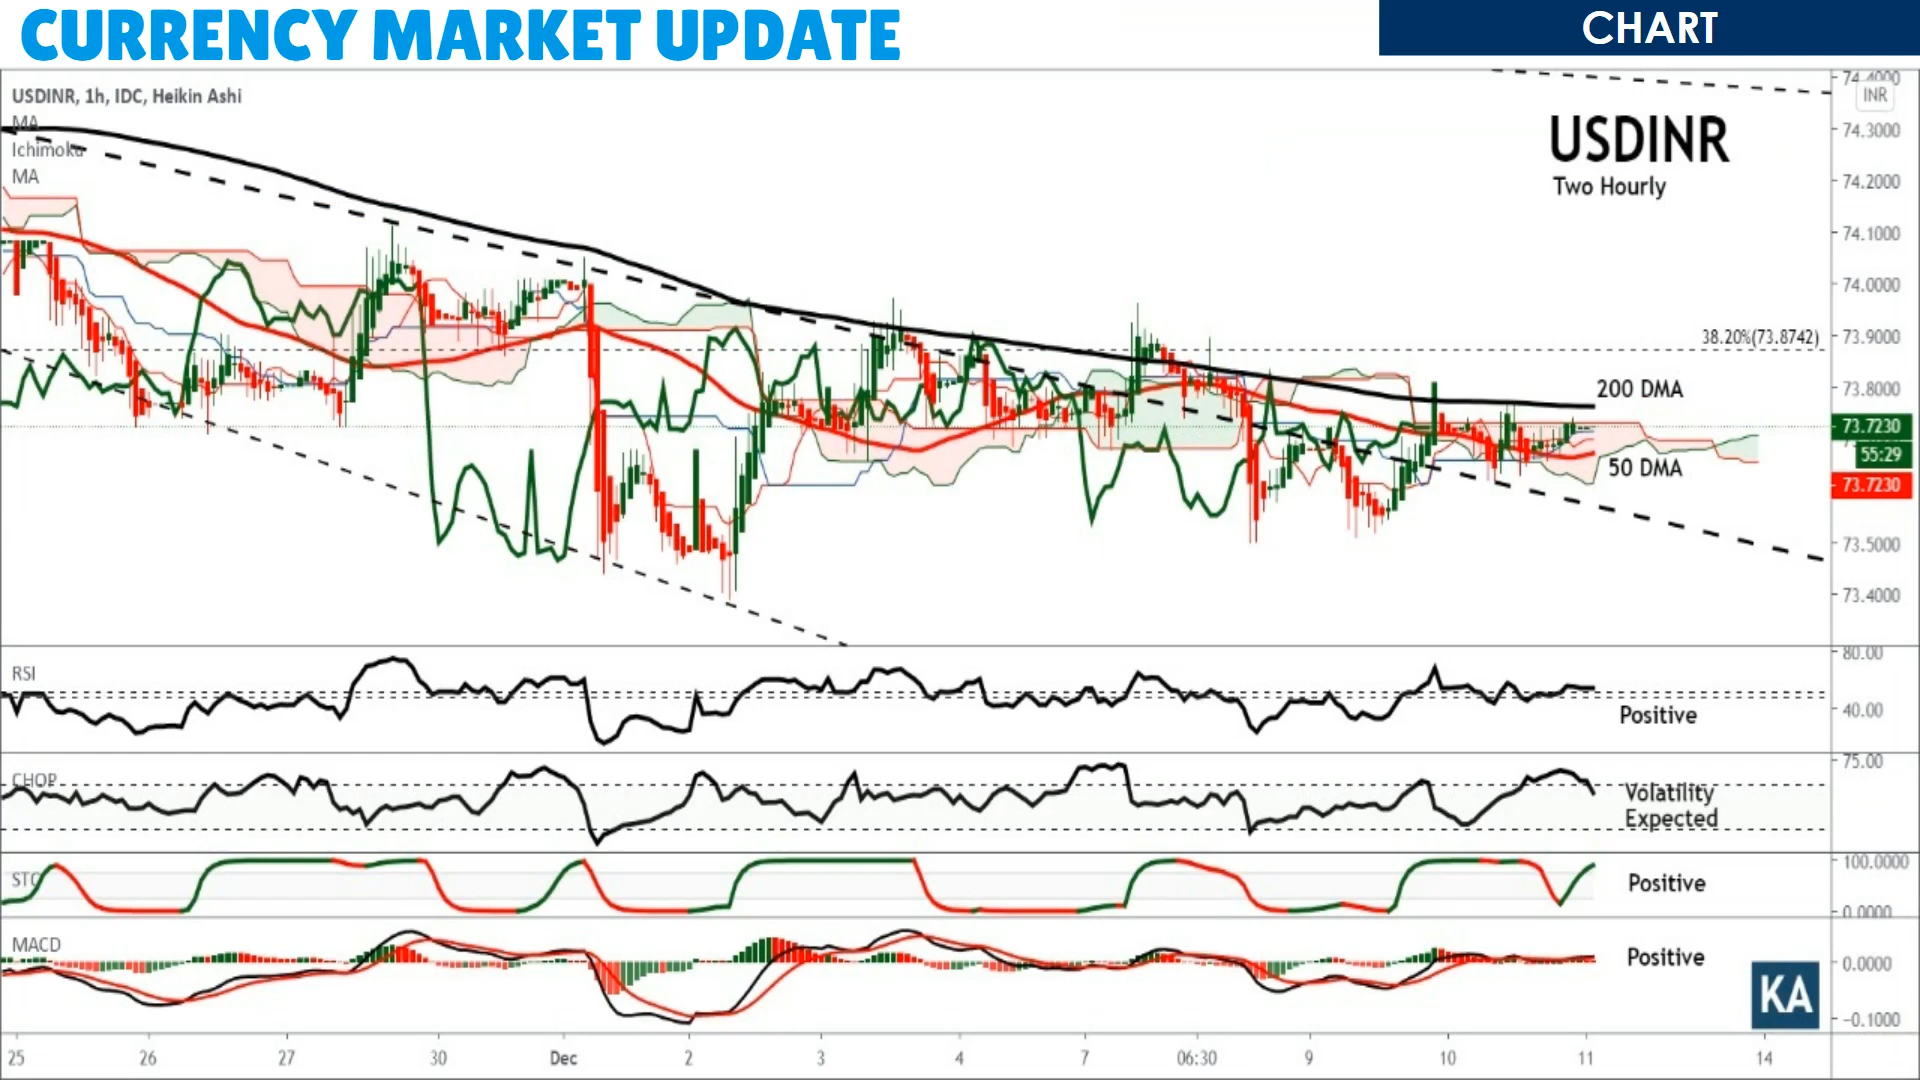 CURRENCY MARKET UPDATE
CHART
USDINR, 1h, IDC, Heikin Ashi
MA
Ichimoku
MA
USDINR
Two Hourly
74.4000
INR
74.3000
74.2000
74.1000
74.0000
73.9000
38.20%(73.8742)
73.8000
200 DMA
73.7230
55:29
50 DMA
73.7230
73.5000
73.4000
RSI
80.00
40.00
Positive
CHOP
75.00
Volatility
Expected
STC
100.0000
Positive
0.0000
MACD
Positive
0.0000
KA
-0.1000
25 26 27 30 Dec 2 3 4 7 06:30 9 10 11 14